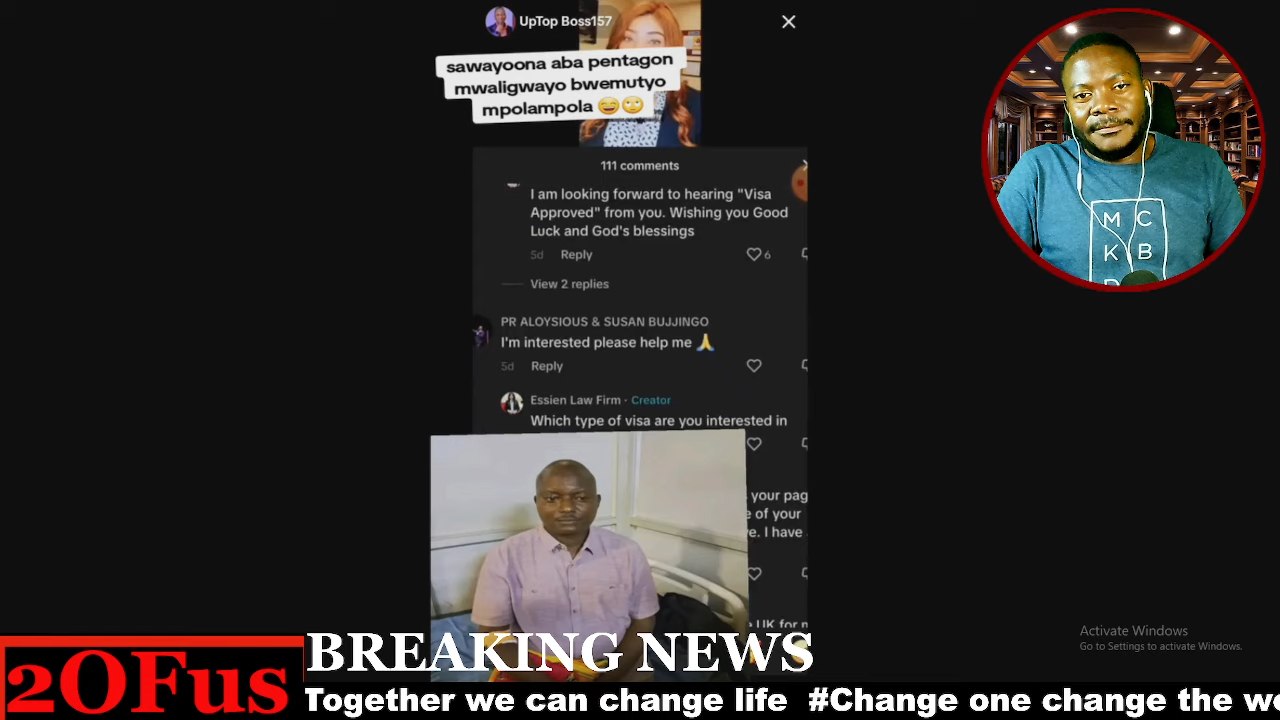 UpTop Boss157
sawayoona aba pentagon
mwaligwayo bwemutyo
mpolampola 😄🙄
111 comments
I am looking forward to hearing "Visa
Approved" from you. Wishing you Good
Luck and God's blessings
5d Reply
6
View 2 replies
PR ALOYSIOUS & SUSAN BUJJINGO
I'm interested please help me 🙏
5d Reply
Essien Law Firm · Creator
Which type of visa are you interested in
your pag
e of your
I have
UK for
M C
K B
BREAKING NEWS
2OFus
Together we can change life #Change one change the
Activate Windows
Go to Settings to activate Windows.